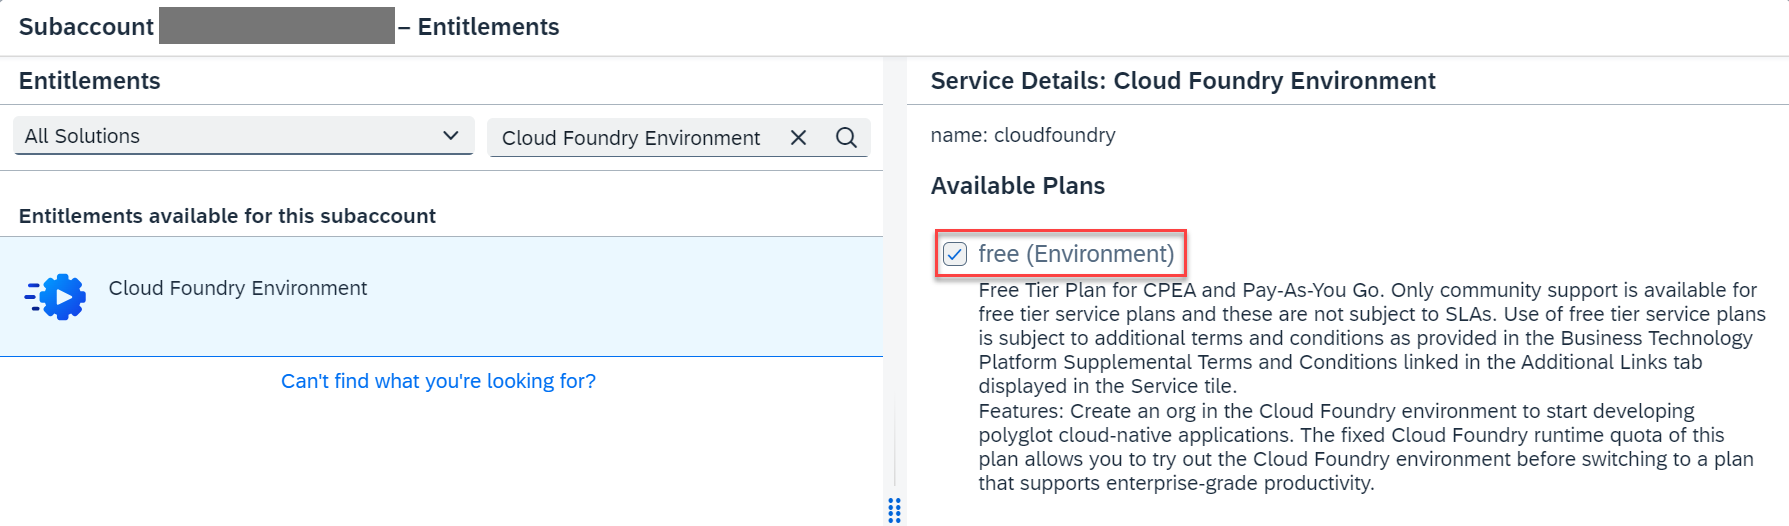 Subaccount – Entitlements
Entitlements
All Solutions
Cloud Foundry Environment
Entitlements available for this subaccount
Cloud Foundry Environment
Can't find what you're looking for?
Service Details: Cloud Foundry Environment
name: cloudfoundry
Available Plans
free (Environment)
Free Tier Plan for CPEA and Pay-As-You Go. Only community support is available for
free tier service plans and these are not subject to SLAs. Use of free tier service plans
is subject to additional terms and conditions as provided in the Business Technology
Platform Supplemental Terms and Conditions linked in the Additional Links tab
displayed in the Service tile.
Features: Create an org in the Cloud Foundry environment to start developing
polyglot cloud-native applications. The fixed Cloud Foundry runtime quota of this
plan allows you to try out the Cloud Foundry environment before switching to a plan
that supports enterprise-grade productivity.